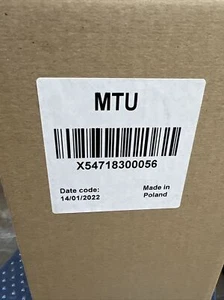 MTU
X54718300056
Date code: Made in
14/01/2022 Poland